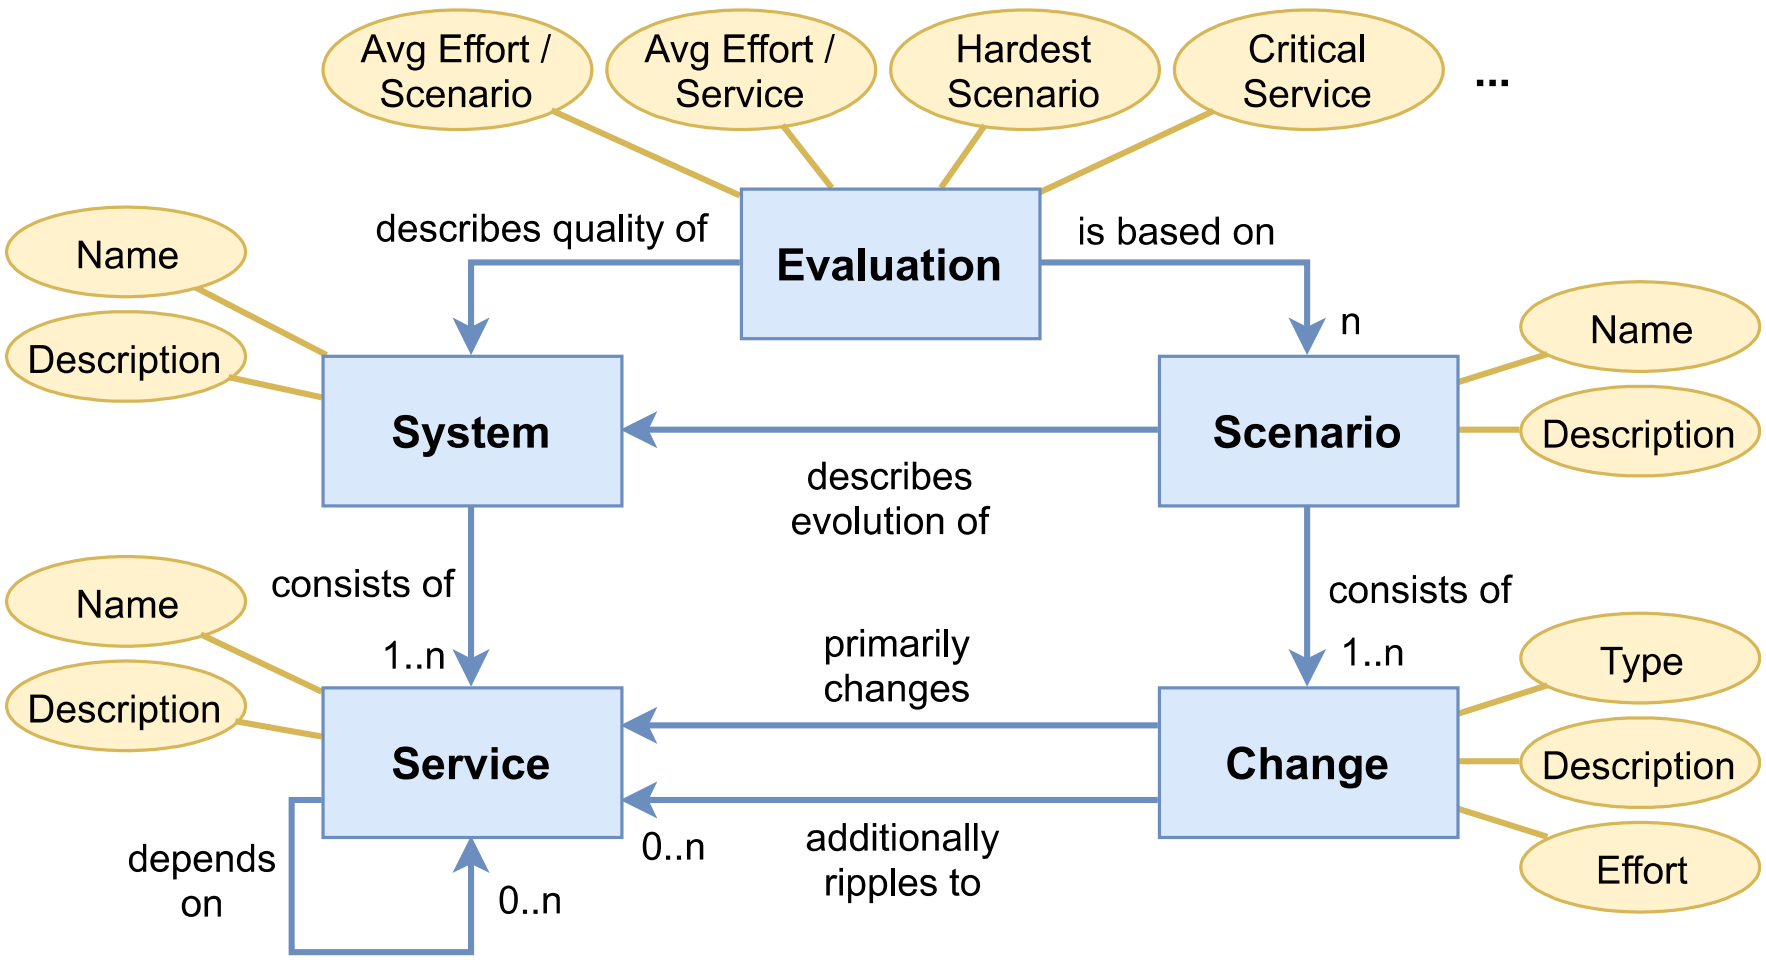 Avg Effort /
Scenario
Avg Effort /
Service
Hardest
Scenario
Critical
Service
...
describes quality of
Evaluation
is based on
n
Name
Description
System
describes
evolution of
Scenario
Name
Description
consists of
1..n
consists of
1..n
Name
Description
Service
primarily
changes
Change
Type
Description
Effort
depends
on
0..n
0..n
additionally
ripples to